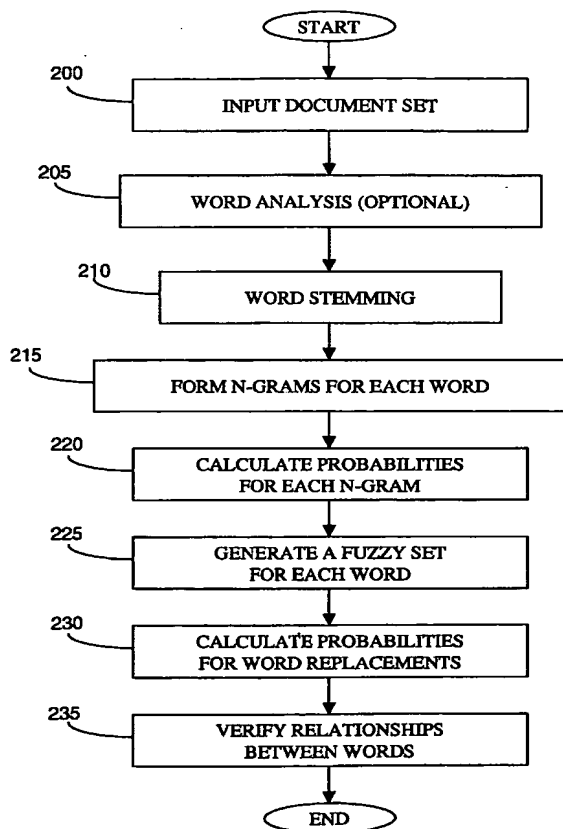 START
200
INPUT DOCUMENT SET
205
WORD ANALYSIS (OPTIONAL)
210
WORD STEMMING
215
FORM N-GRAMS FOR EACH WORD
220
CALCULATE PROBABILITIES
FOR EACH N-GRAM
225
GENERATE A FUZZY SET
FOR EACH WORD
230
CALCULATE PROBABILITIES
FOR WORD REPLACEMENTS
235
VERIFY RELATIONSHIPS
BETWEEN WORDS
END